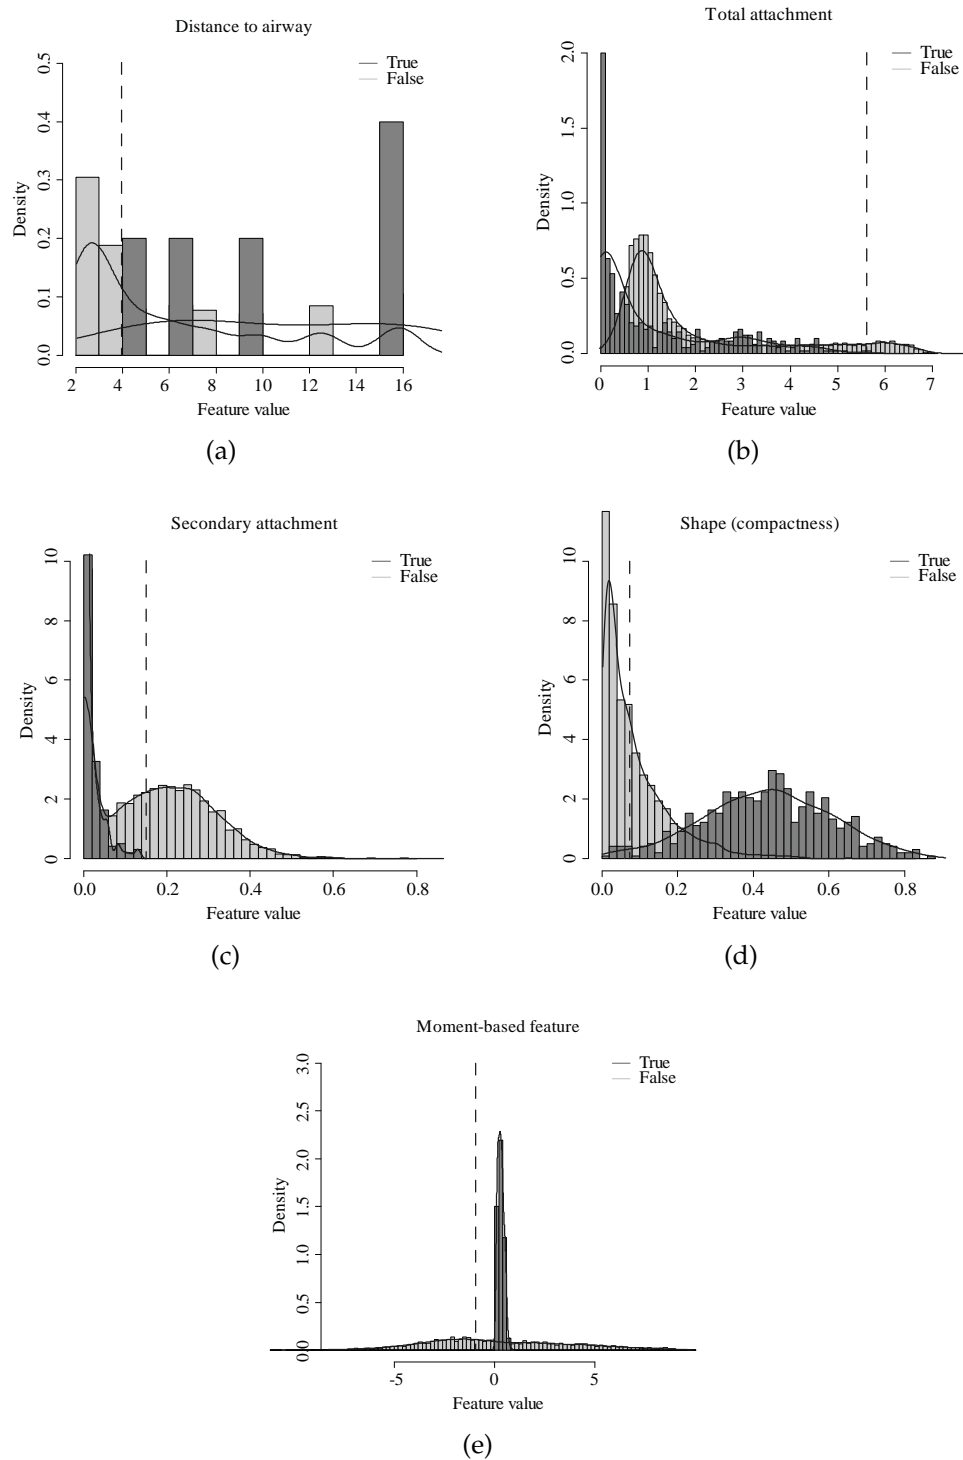 Distance to airway
True
False
0.5
0.4
0.3
0.2
0.1
0.0
Density
2 4 6 8 10 12 14 16
Feature value
(a)
Total attachment
True
False
2.0
1.5
1.0
0.5
0.0
Density
0 1 2 3 4 5 6 7
Feature value
(b)
Secondary attachment
True
False
10
8
6
4
2
0
Density
0.0 0.2 0.4 0.6 0.8
Feature value
(c)
Shape (compactness)
True
False
10
8
6
4
2
0
Density
0.0 0.2 0.4 0.6 0.8
Feature value
(d)
Moment-based feature
True
False
3.0
2.5
2.0
1.5
1.0
0.5
0.0
Density
-5 0 5
Feature value
(e)